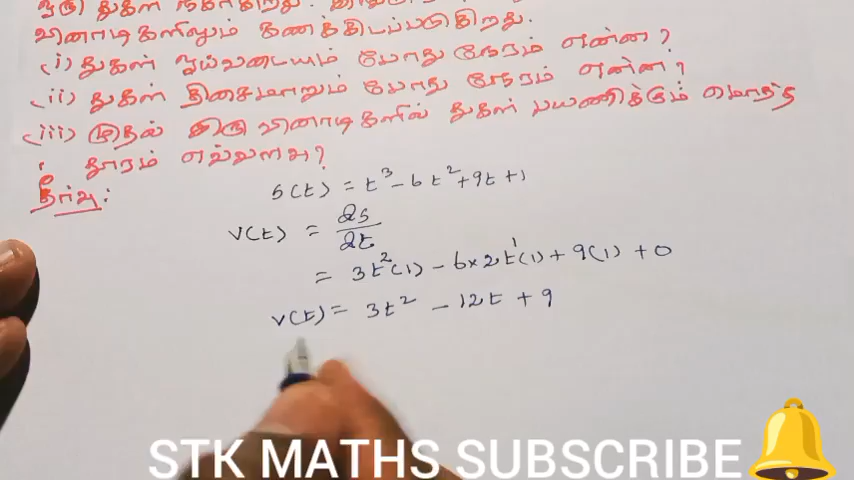 ஒரு துகள் நகர்கிறது.
வினாடிகளிலும் கணக்கிடப்படுகிறது.
(i) துகள் ஓய்வடையும் போது நேரம் என்ன?
(ii) துகள் திசைமாறும் போது நேரம் என்ன?
(iii) முதல் இரு வினாடிகளில் துகள் பயணிக்கும் மொத்த
தூரம் எவ்வளவு?
தீர்வு:
s(t) = t³ - 6t² + 9t + 1
v(t) = ds/dt
= 3t²(1) - 6×2t¹(1) + 9(1) + 0
v(t) = 3t² - 12t + 9
STK MATHS SUBSCRIBE